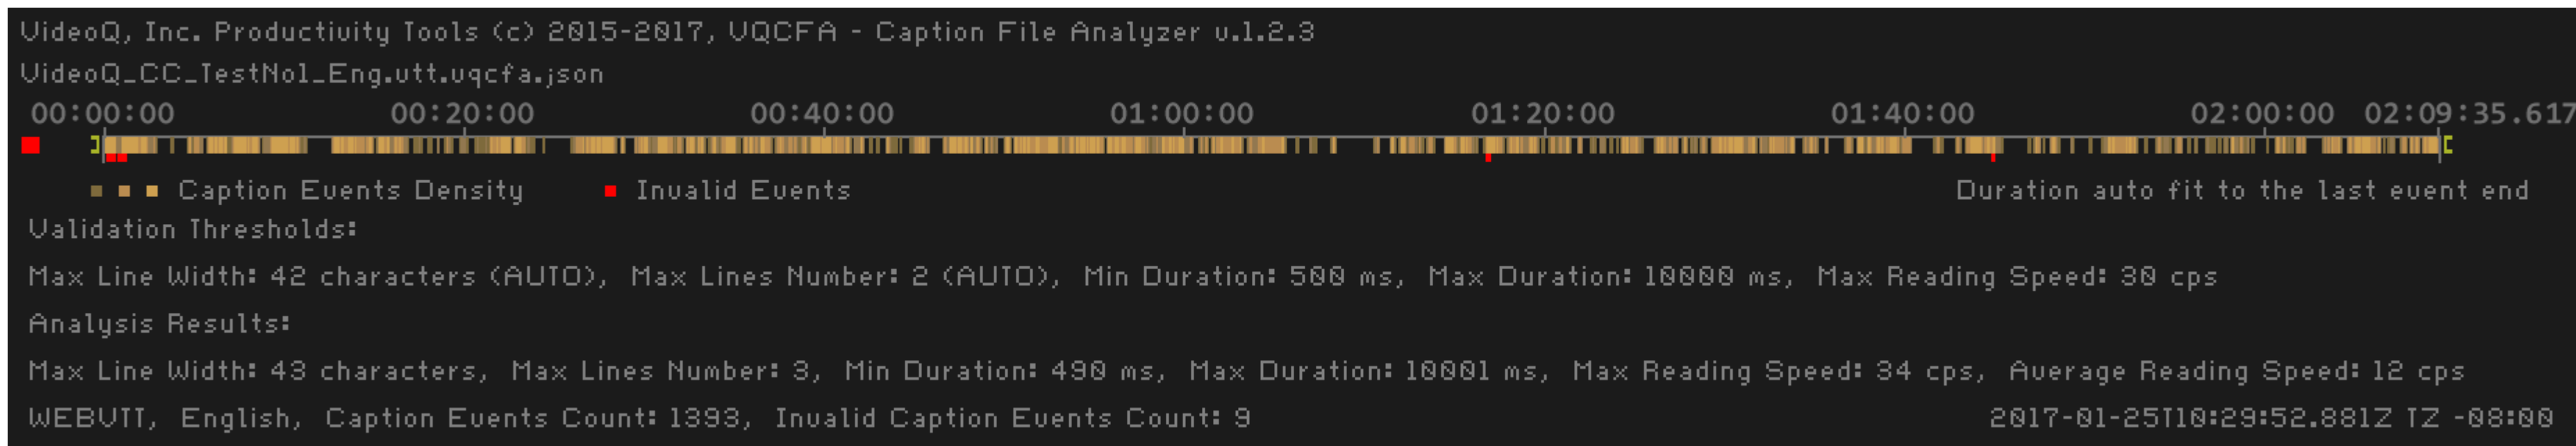 VideoQ, Inc. Productivity Tools (c) 2015-2017, VQCFA - Caption File Analyzer v.1.2.3
VideoQ_CC_TestNo1_Eng.vtt.vqcfa.json
00:00:00 00:20:00 00:40:00 01:00:00 01:20:00 01:40:00 02:00:00 02:09:35.617
Caption Events Density Invalid Events Duration auto fit to the last event end
Validation Thresholds:
Max Line Width: 42 characters (AUTO), Max Lines Number: 2 (AUTO), Min Duration: 500 ms, Max Duration: 10000 ms, Max Reading Speed: 30 cps
Analysis Results:
Max Line Width: 43 characters, Max Lines Number: 3, Min Duration: 490 ms, Max Duration: 10001 ms, Max Reading Speed: 34 cps, Average Reading Speed: 12 cps
WEBVTT, English, Caption Events Count: 1393, Invalid Caption Events Count: 9 2017-01-25T10:29:52.881Z TZ -08:00